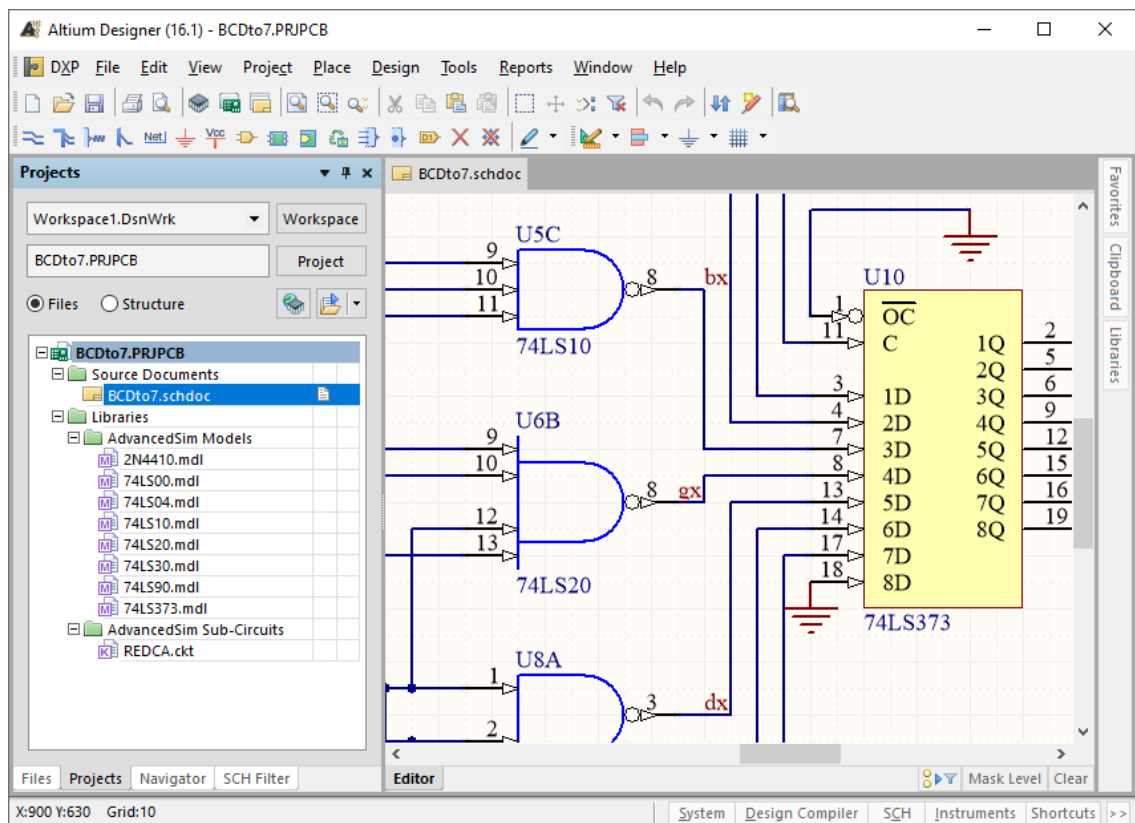 Altium Designer (16.1) - BCDto7.PRJPCB
DXP File Edit View Project Place Design Tools Reports Window Help
Net Vcc D1
Projects
BCDto7.schdoc
Workspace1.DsnWrk Workspace
BCDto7.PRJPCB Project
Files Structure
BCDto7.PRJPCB
Source Documents
BCDto7.schdoc
Libraries
AdvancedSim Models
2N4410.mdl
74LS00.mdl
74LS04.mdl
74LS10.mdl
74LS20.mdl
74LS30.mdl
74LS90.mdl
74LS373.mdl
AdvancedSim Sub-Circuits
REDCA.ckt
Files Projects Navigator SCH Filter
U5C
9
10
11
8 bx
74LS10
U6B
9
10
12
13
8 gx
74LS20
U8A
1
2
3 dx
U10
1 OC
11 C 1Q 2
2Q 5
3 1D 3Q 6
4 2D 4Q 9
7 3D 5Q 12
8 4D 6Q 15
13 5D 7Q 16
14 6D 8Q 19
17 7D
18 8D
74LS373
Favorites
Clipboard
Libraries
Editor Mask Level Clear
X:900 Y:630 Grid:10 System Design Compiler SCH Instruments Shortcuts >>